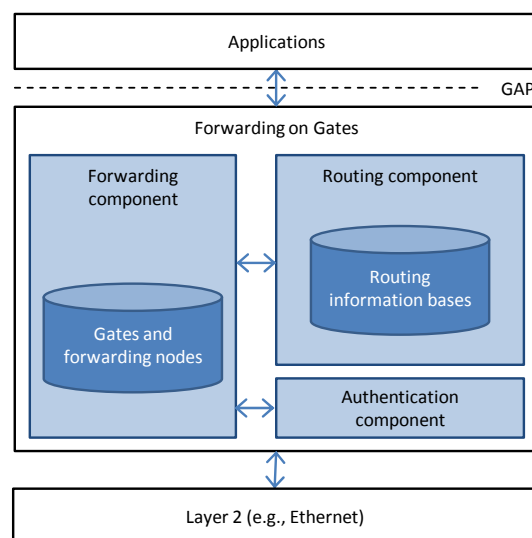 Applications
GAP
Forwarding on Gates
Forwarding
component
Routing component
Routing
information bases
Gates and
forwarding nodes
Authentication
component
Layer 2 (e.g., Ethernet)